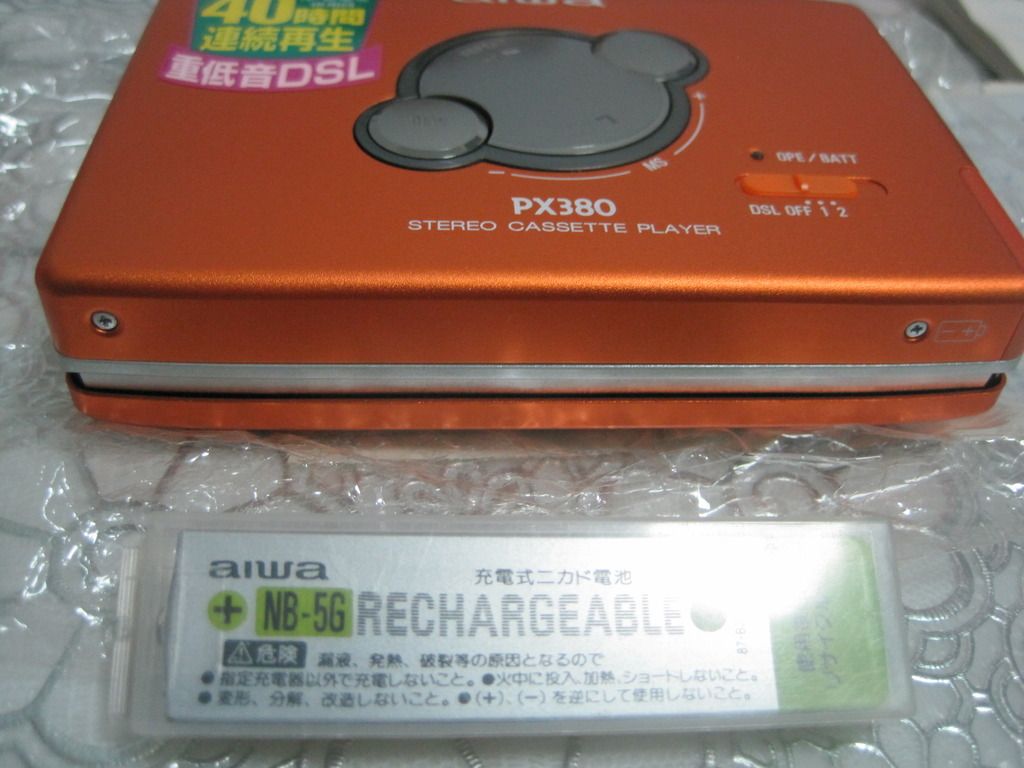 aiwa
40時間
連続再生
重低音DSL
+
MS
−
OPE/BATT
DSL OFF 1 2
PX380
STEREO CASSETTE PLAYER
− +
aiwa
充電式ニカド電池
+ NB-5G RECHARGEABLE
⚠危険 漏液、発熱、破裂等の原因となるので
●指定充電器以外で充電しないこと。●火中に投入、加熱、ショートしないこと。
●変形、分解、改造しないこと。●(+)、(−)を逆にして使用しないこと。